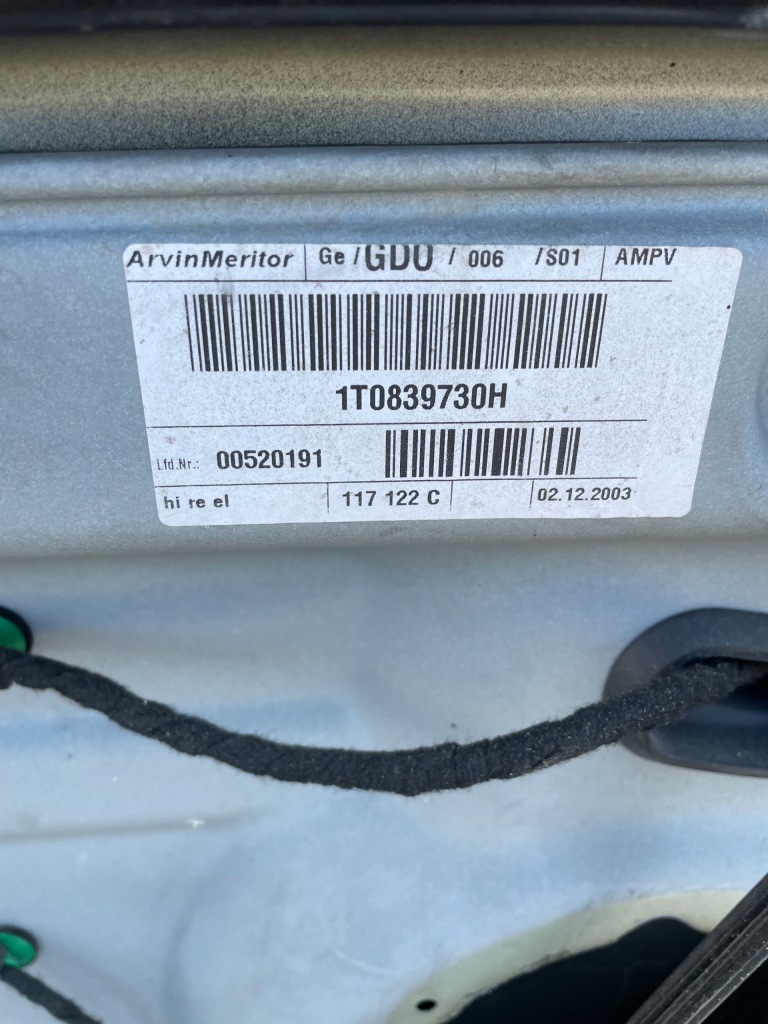 ArvinMeritor Ge / GDU / 006 / S01 AMPV
1T0839730H
Lfd.Nr.: 00520191
hi re el 117 122 C 02.12.2003